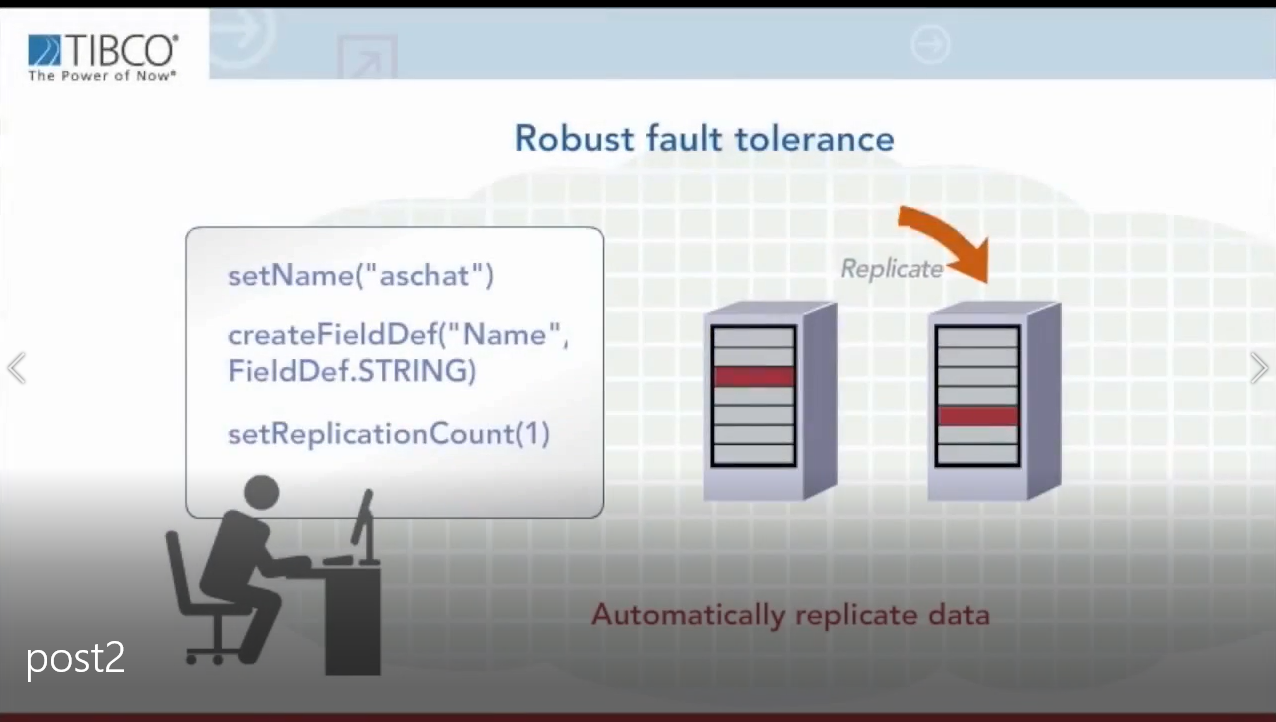 TIBCO®
The Power of Now®
Robust fault tolerance
setName("aschat")
createFieldDef("Name",
FieldDef.STRING)
setReplicationCount(1)
Replicate
Automatically replicate data
post2